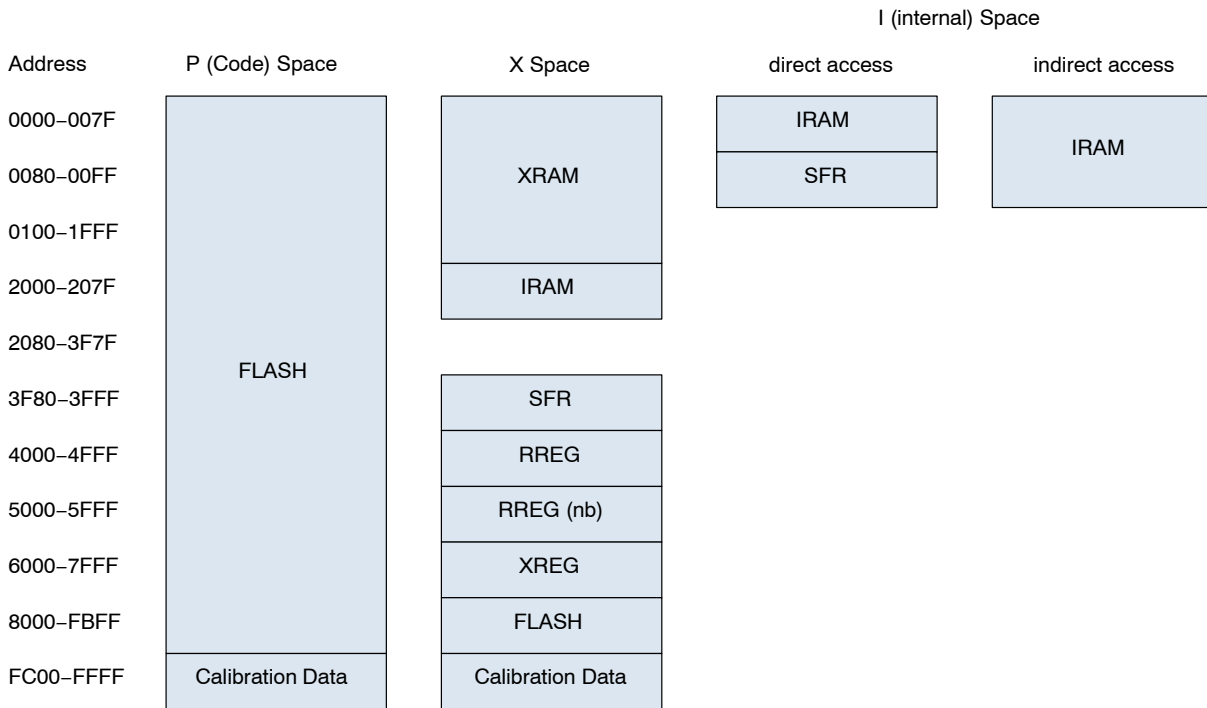 I (internal) Space
Address P (Code) Space X Space direct access indirect access
0000−007F IRAM
IRAM
0080−00FF XRAM SFR
0100−1FFF
2000−207F IRAM
2080−3F7F
FLASH
3F80−3FFF SFR
4000−4FFF RREG
5000−5FFF RREG (nb)
6000−7FFF XREG
8000−FBFF FLASH
FC00−FFFF Calibration Data Calibration Data